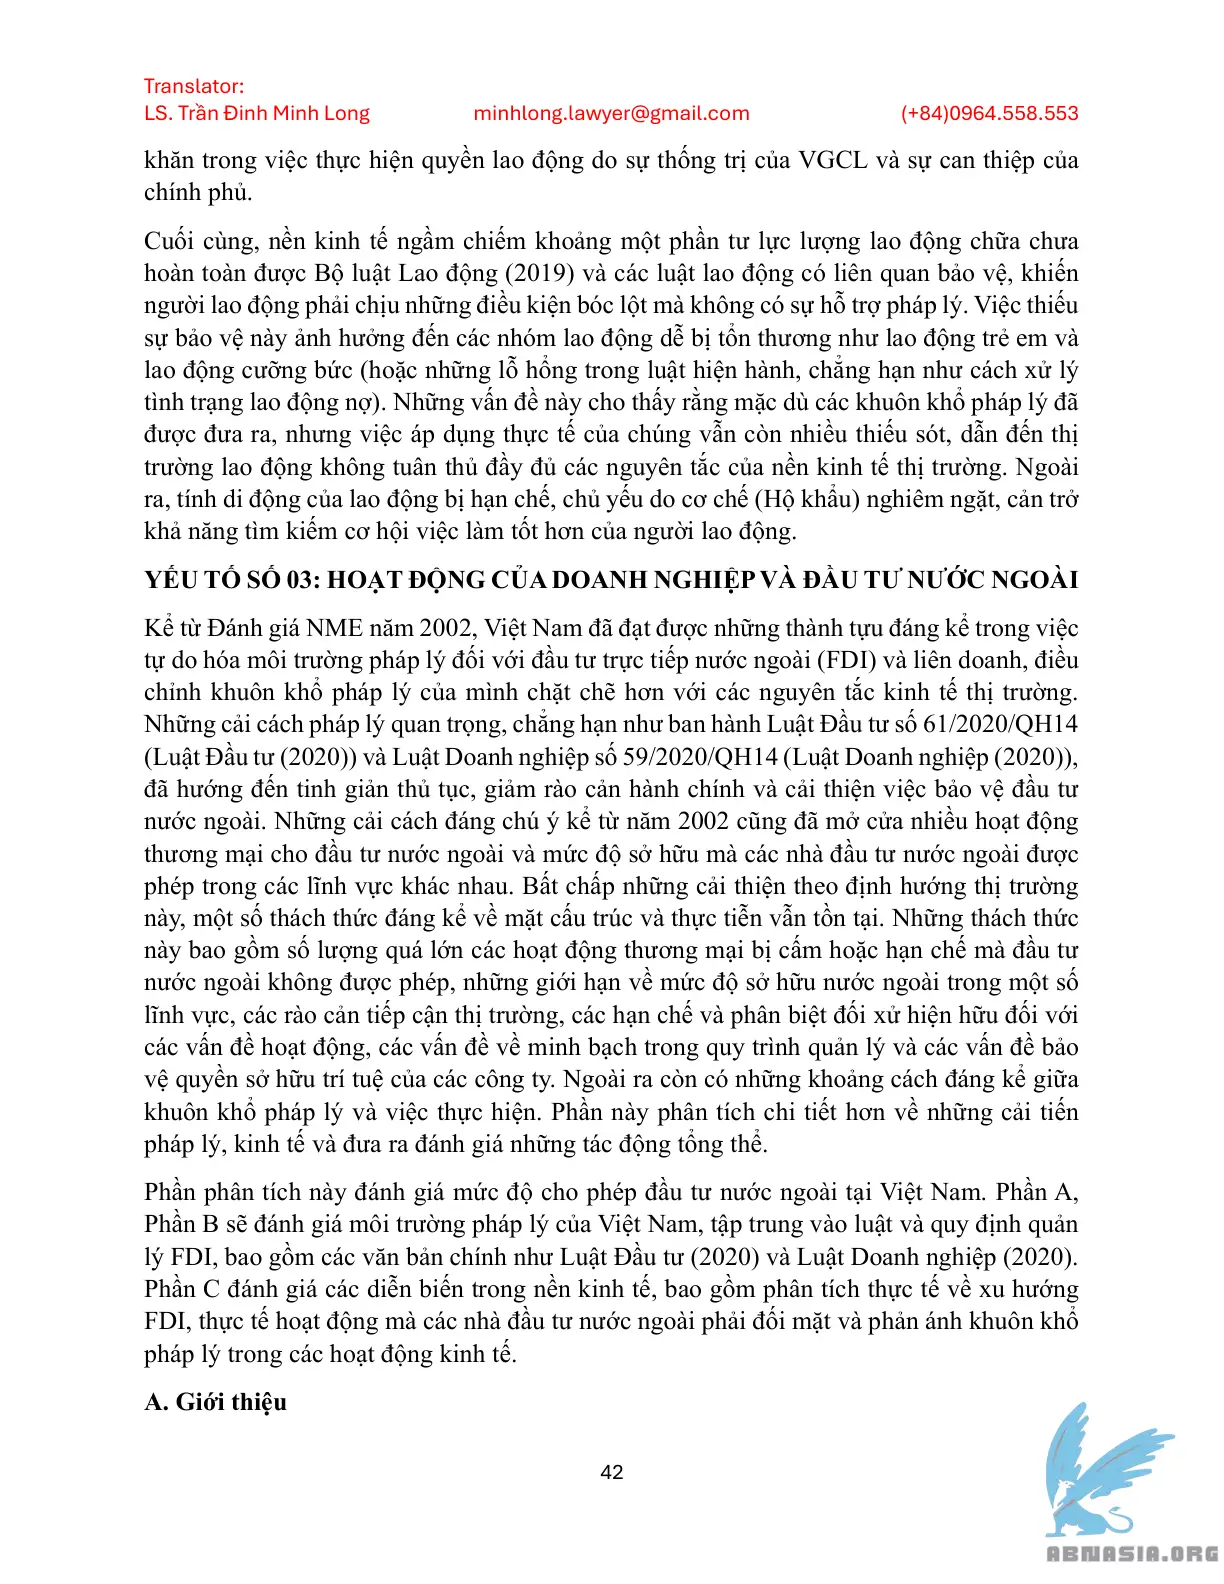 Translator:
LS. Trần Đinh Minh Long minhlong.lawyer@gmail.com (+84)0964.558.553
khăn trong việc thực hiện quyền lao động do sự thống trị của VGCL và sự can thiệp của
chính phủ.
Cuối cùng, nền kinh tế ngầm chiếm khoảng một phần tư lực lượng lao động chữa chưa
hoàn toàn được Bộ luật Lao động (2019) và các luật lao động có liên quan bảo vệ, khiến
người lao động phải chịu những điều kiện bóc lột mà không có sự hỗ trợ pháp lý. Việc thiếu
sự bảo vệ này ảnh hưởng đến các nhóm lao động dễ bị tổn thương như lao động trẻ em và
lao động cưỡng bức (hoặc những lỗ hổng trong luật hiện hành, chẳng hạn như cách xử lý
tình trạng lao động nợ). Những vấn đề này cho thấy rằng mặc dù các khuôn khổ pháp lý đã
được đưa ra, nhưng việc áp dụng thực tế của chúng vẫn còn nhiều thiếu sót, dẫn đến thị
trường lao động không tuân thủ đầy đủ các nguyên tắc của nền kinh tế thị trường. Ngoài
ra, tính di động của lao động bị hạn chế, chủ yếu do cơ chế (Hộ khẩu) nghiêm ngặt, cản trở
khả năng tìm kiếm cơ hội việc làm tốt hơn của người lao động.
YẾU TỐ SỐ 03: HOẠT ĐỘNG CỦA DOANH NGHIỆP VÀ ĐẦU TƯ NƯỚC NGOÀI
Kể từ Đánh giá NME năm 2002, Việt Nam đã đạt được những thành tựu đáng kể trong việc
tự do hóa môi trường pháp lý đối với đầu tư trực tiếp nước ngoài (FDI) và liên doanh, điều
chỉnh khuôn khổ pháp lý của mình chặt chẽ hơn với các nguyên tắc kinh tế thị trường.
Những cải cách pháp lý quan trọng, chẳng hạn như ban hành Luật Đầu tư số 61/2020/QH14
(Luật Đầu tư (2020)) và Luật Doanh nghiệp số 59/2020/QH14 (Luật Doanh nghiệp (2020)),
đã hướng đến tinh giản thủ tục, giảm rào cản hành chính và cải thiện việc bảo vệ đầu tư
nước ngoài. Những cải cách đáng chú ý kể từ năm 2002 cũng đã mở cửa nhiều hoạt động
thương mại cho đầu tư nước ngoài và mức độ sở hữu mà các nhà đầu tư nước ngoài được
phép trong các lĩnh vực khác nhau. Bất chấp những cải thiện theo định hướng thị trường
này, một số thách thức đáng kể về mặt cấu trúc và thực tiễn vẫn tồn tại. Những thách thức
này bao gồm số lượng quá lớn các hoạt động thương mại bị cấm hoặc hạn chế mà đầu tư
nước ngoài không được phép, những giới hạn về mức độ sở hữu nước ngoài trong một số
lĩnh vực, các rào cản tiếp cận thị trường, các hạn chế và phân biệt đối xử hiện hữu đối với
các vấn đề hoạt động, các vấn đề về minh bạch trong quy trình quản lý và các vấn đề bảo
vệ quyền sở hữu trí tuệ của các công ty. Ngoài ra còn có những khoảng cách đáng kể giữa
khuôn khổ pháp lý và việc thực hiện. Phần này phân tích chi tiết hơn về những cải tiến
pháp lý, kinh tế và đưa ra đánh giá những tác động tổng thể.
Phần phân tích này đánh giá mức độ cho phép đầu tư nước ngoài tại Việt Nam. Phần A,
Phần B sẽ đánh giá môi trường pháp lý của Việt Nam, tập trung vào luật và quy định quản
lý FDI, bao gồm các văn bản chính như Luật Đầu tư (2020) và Luật Doanh nghiệp (2020).
Phần C đánh giá các diễn biến trong nền kinh tế, bao gồm phân tích thực tế về xu hướng
FDI, thực tế hoạt động mà các nhà đầu tư nước ngoài phải đối mặt và phản ánh khuôn khổ
pháp lý trong các hoạt động kinh tế.
A. Giới thiệu
42
ABNASIA.ORG